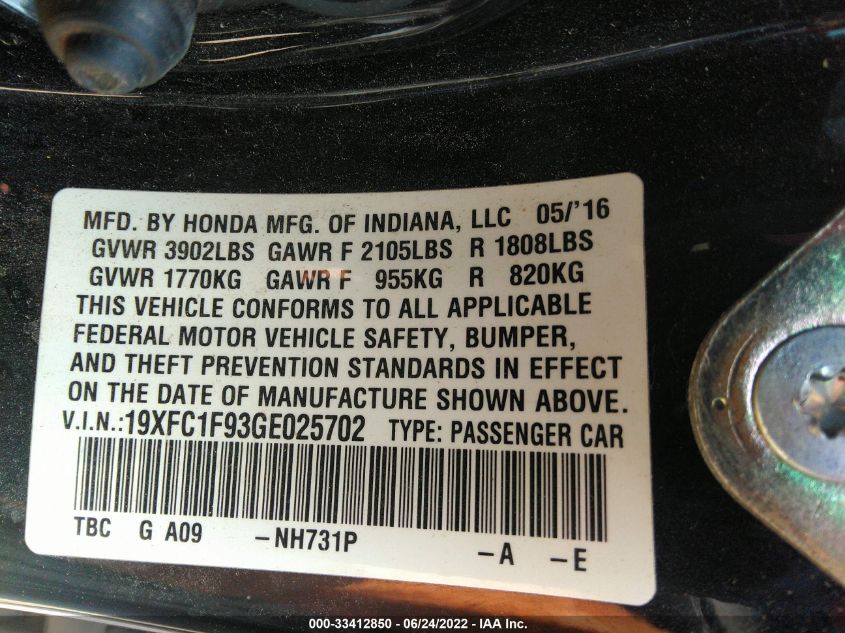 MFD. BY HONDA MFG. OF INDIANA, LLC 05/'16
GVWR 3902LBS GAWR F 2105LBS R 1808LBS
GVWR 1770KG GAWR F 955KG R 820KG
THIS VEHICLE CONFORMS TO ALL APPLICABLE
FEDERAL MOTOR VEHICLE SAFETY, BUMPER,
AND THEFT PREVENTION STANDARDS IN EFFECT
ON THE DATE OF MANUFACTURE SHOWN ABOVE.
V.I.N.:19XFC1F93GE025702 TYPE: PASSENGER CAR
TBC G A09 -NH731P -A -E
000-33412850 - 06/24/2022 - IAA Inc.